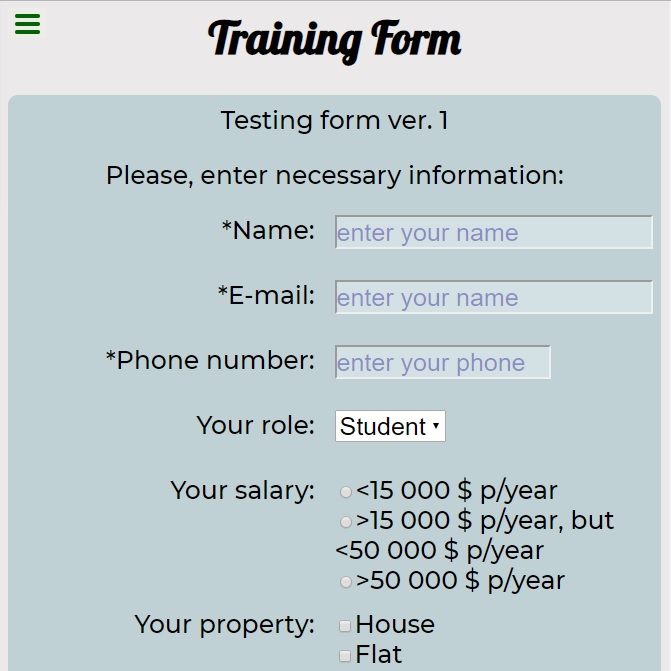 Training Form
Testing form ver. 1
Please, enter necessary information:
*Name: enter your name
*E-mail: enter your name
*Phone number: enter your phone
Your role: Student
Your salary: <15 000 $ p/year
>15 000 $ p/year, but
<50 000 $ p/year
>50 000 $ p/year
Your property: House
Flat